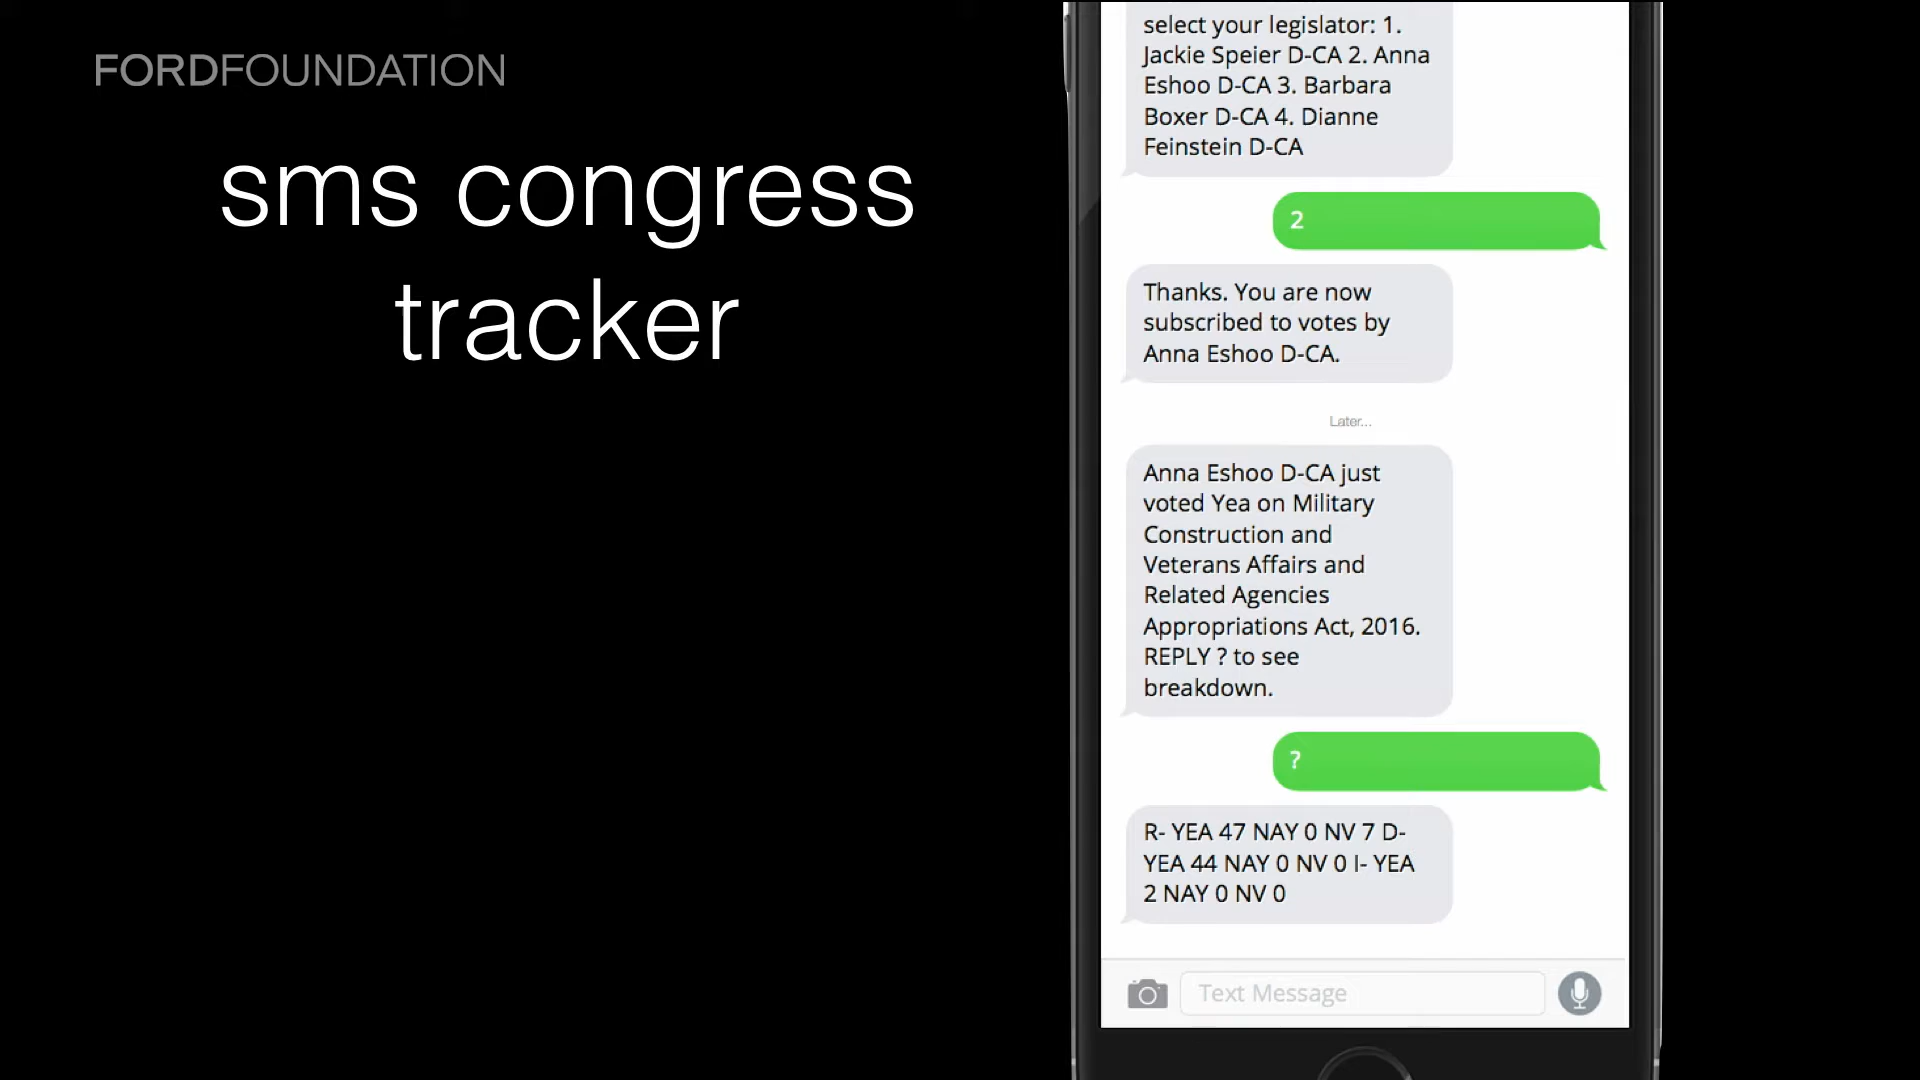 FORDFOUNDATION
sms congress
tracker
select your legislator: 1.
Jackie Speier D-CA 2. Anna
Eshoo D-CA 3. Barbara
Boxer D-CA 4. Dianne
Feinstein D-CA
2
Thanks. You are now
subscribed to votes by
Anna Eshoo D-CA.
Later...
Anna Eshoo D-CA just
voted Yea on Military
Construction and
Veterans Affairs and
Related Agencies
Appropriations Act, 2016.
REPLY ? to see
breakdown.
?
R- YEA 47 NAY 0 NV 7 D-
YEA 44 NAY 0 NV 0 I- YEA
2 NAY 0 NV 0
Text Message